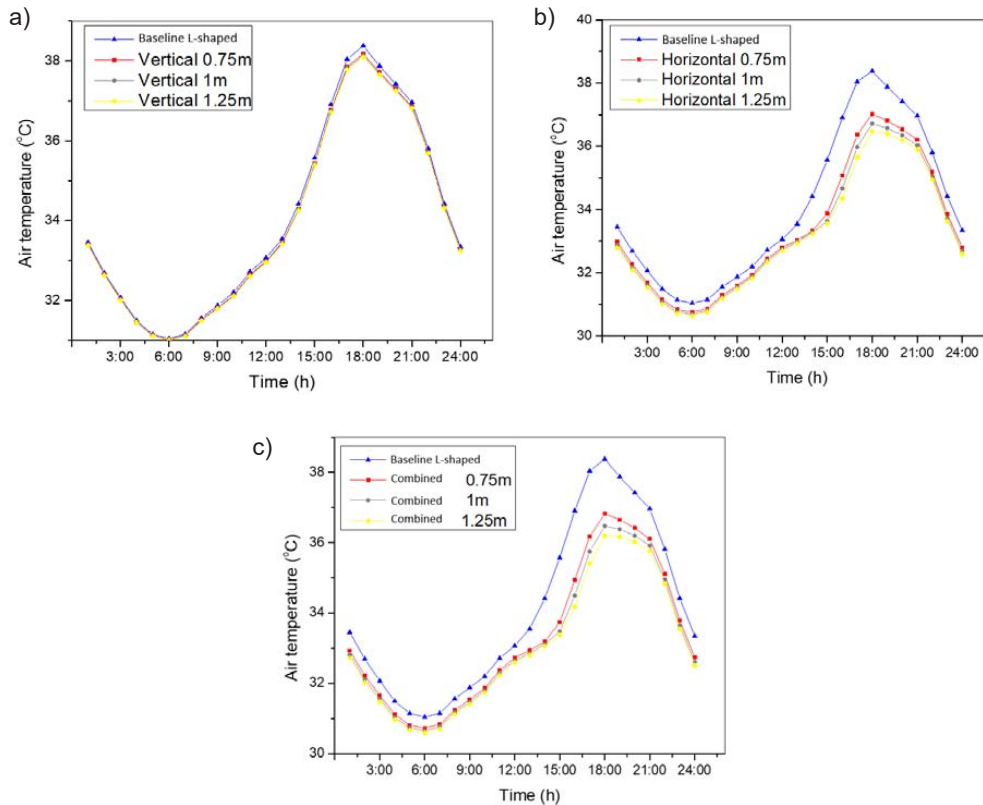 a)
Baseline L-shaped
Vertical 0.75m
Vertical 1m
Vertical 1.25m
Air temperature (°C)
38
36
34
32
3:00 6:00 9:00 12:00 15:00 18:00 21:00 24:00
Time (h)
b)
Baseline L-shaped
Horizontal 0.75m
Horizontal 1m
Horizontal 1.25m
Air temperature (°C)
40
38
36
34
32
30
3:00 6:00 9:00 12:00 15:00 18:00 21:00 24:00
Time (h)
c)
Baseline L-shaped
Combined 0.75m
Combined 1m
Combined 1.25m
Air temperature (°C)
38
36
34
32
30
3:00 6:00 9:00 12:00 15:00 18:00 21:00 24:00
Time (h)